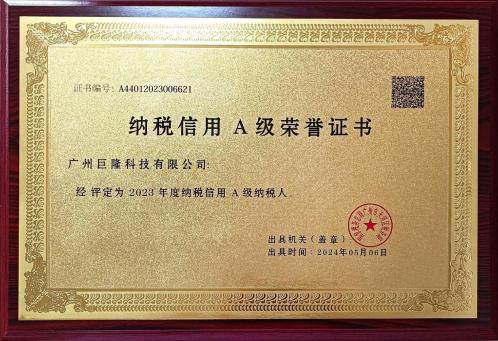 证书编号：A44012023006621
纳税信用 A 级荣誉证书
广州巨隆科技有限公司：
经评定为 2023 年度纳税信用 A 级纳税人。
出具机关（盖章）
出具时间：2024年05月06日